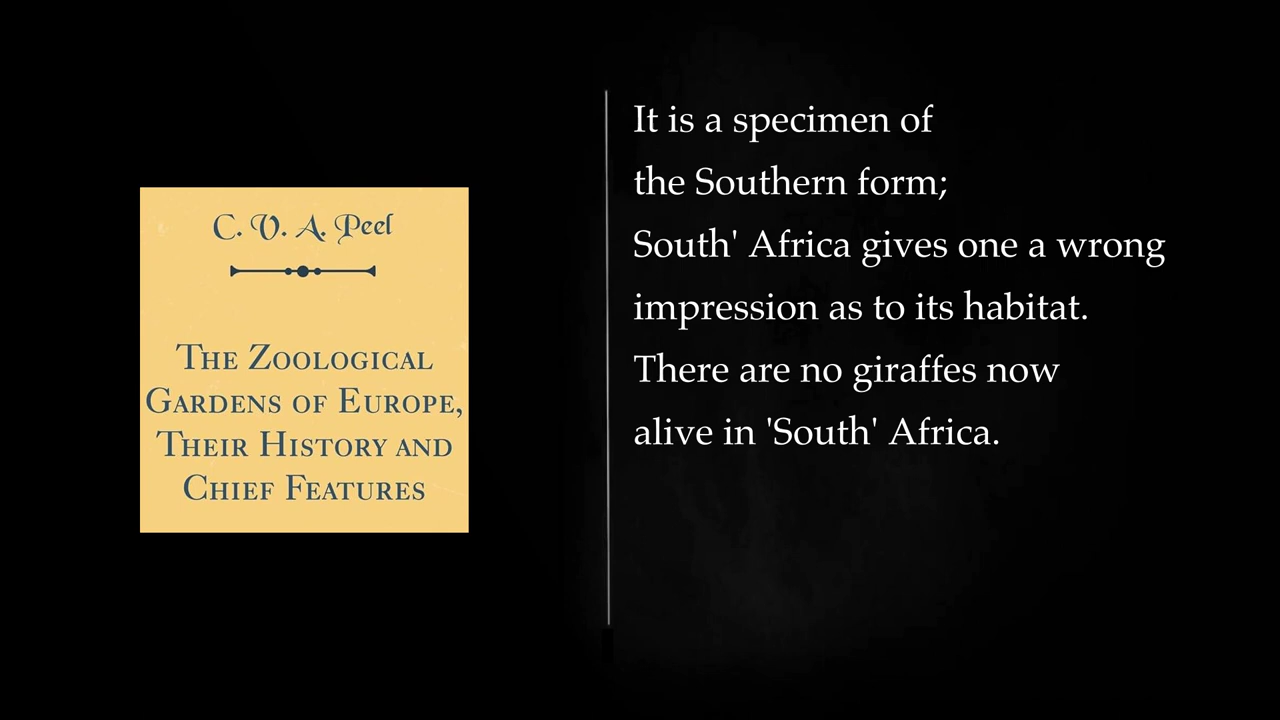 C. V. A. Peel
The Zoological
Gardens of Europe,
Their History and
Chief Features
It is a specimen of
the Southern form;
South' Africa gives one a wrong
impression as to its habitat.
There are no giraffes now
alive in 'South' Africa.